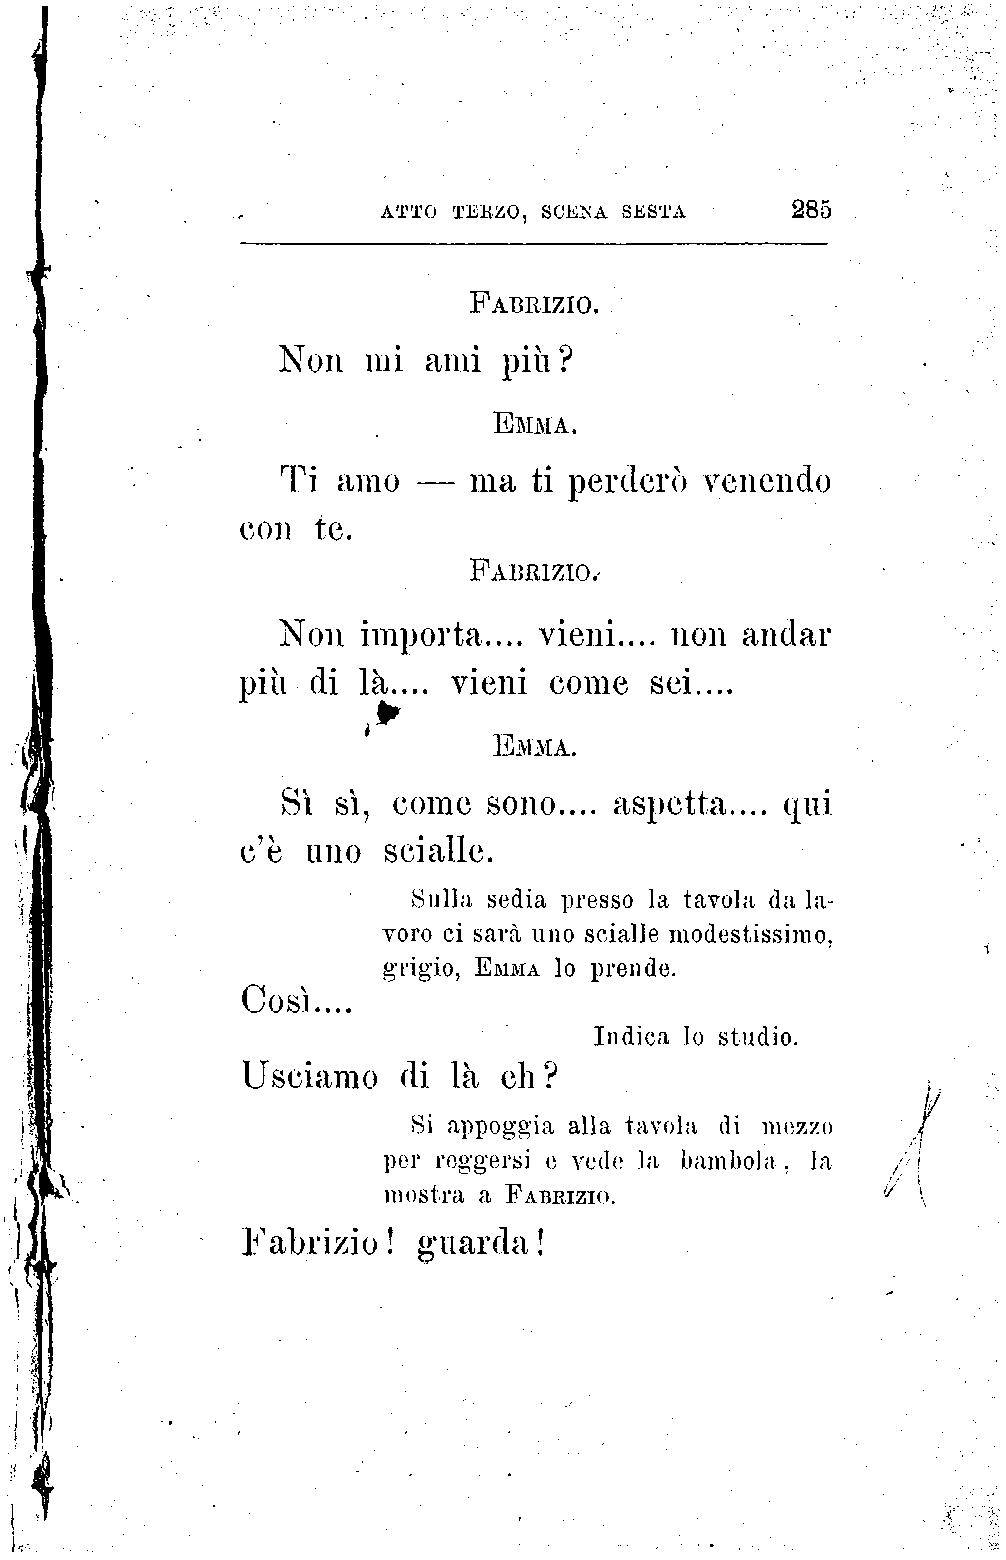 ATTO TERZO, SCENA SESTA 285
FABRIZIO.
Non mi ami più?
EMMA.
Ti amo — ma ti perderò venendo
con te.
FABRIZIO.
Non importa.... vieni.... non andar
più di là.... vieni come sei....
EMMA.
Sì sì, come sono.... aspetta.... qui
c'è uno scialle.
Sulla sedia presso la tavola da la-
voro ci sarà uno scialle modestissimo,
grigio, EMMA lo prende.
Così....
Indica lo studio.
Usciamo di là eh?
Si appoggia alla tavola di mezzo
per reggersi e vede la bambola, la
mostra a FABRIZIO.
Fabrizio! guarda!